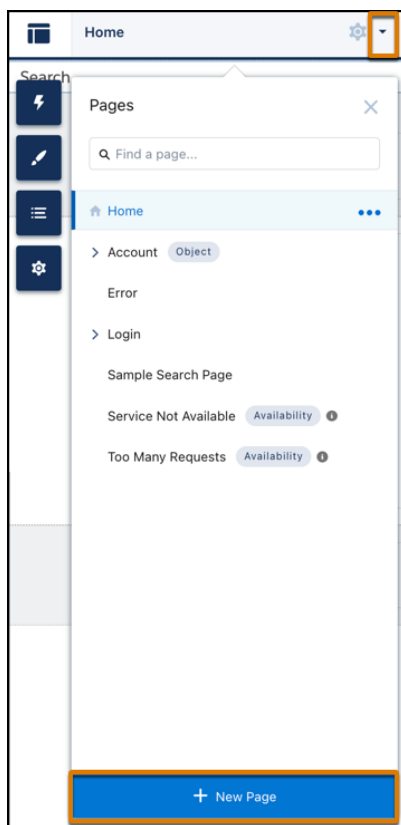 Home
Search
Pages
Find a page...
Home
Account Object
Error
Login
Sample Search Page
Service Not Available Availability
Too Many Requests Availability
+ New Page